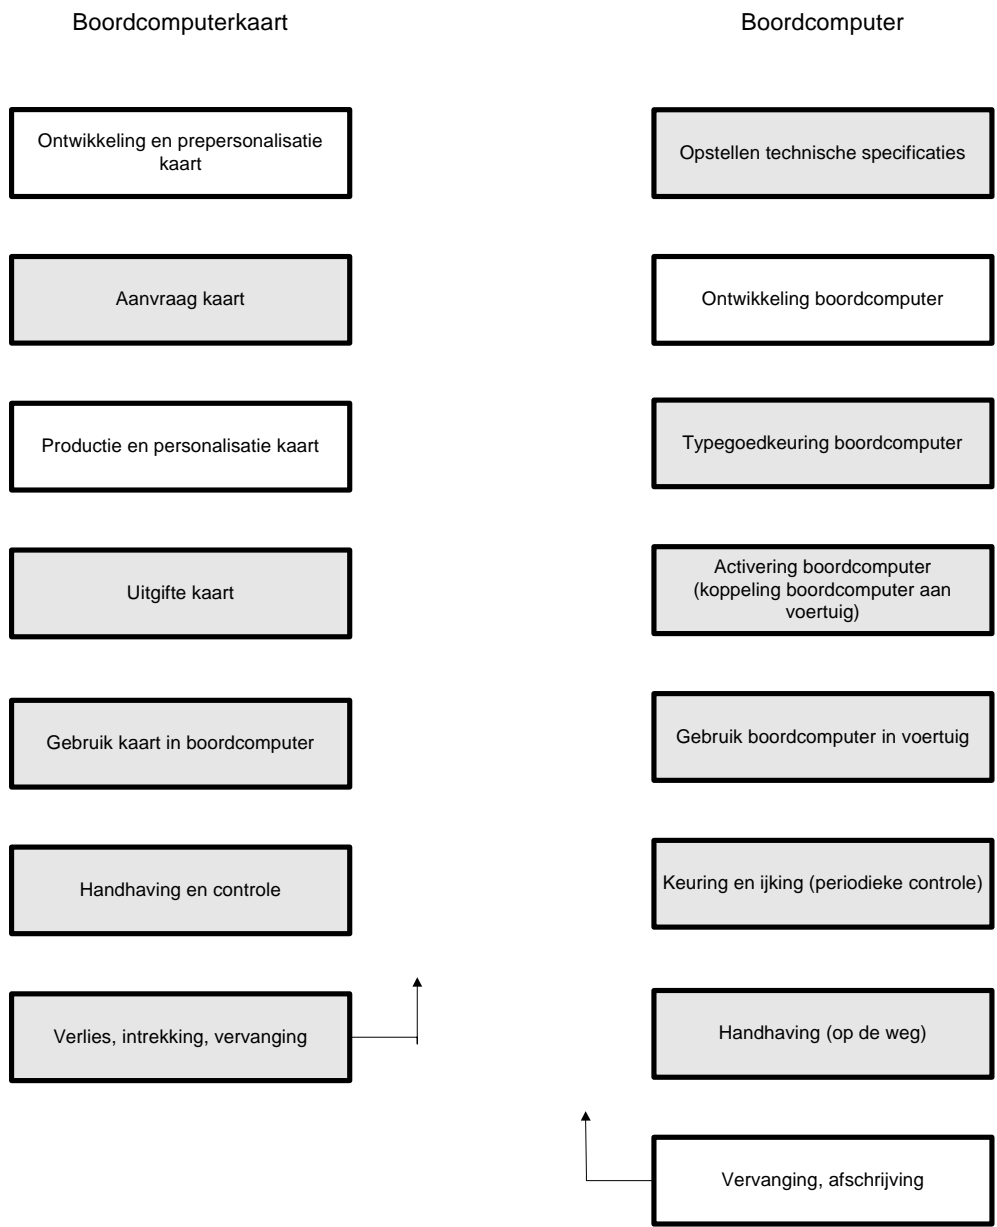 Boordcomputerkaart
Ontwikkeling en prepersonalisatie
kaart
Aanvraag kaart
Productie en personalisatie kaart
Uitgifte kaart
Gebruik kaart in boordcomputer
Handhaving en controle
Verlies, intrekking, vervanging
Boordcomputer
Opstellen technische specificaties
Ontwikkeling boordcomputer
Typegoedkeuring boordcomputer
Activering boordcomputer
(koppeling boordcomputer aan
voertuig)
Gebruik boordcomputer in voertuig
Keuring en ijking (periodieke controle)
Handhaving (op de weg)
Vervanging, afschrijving